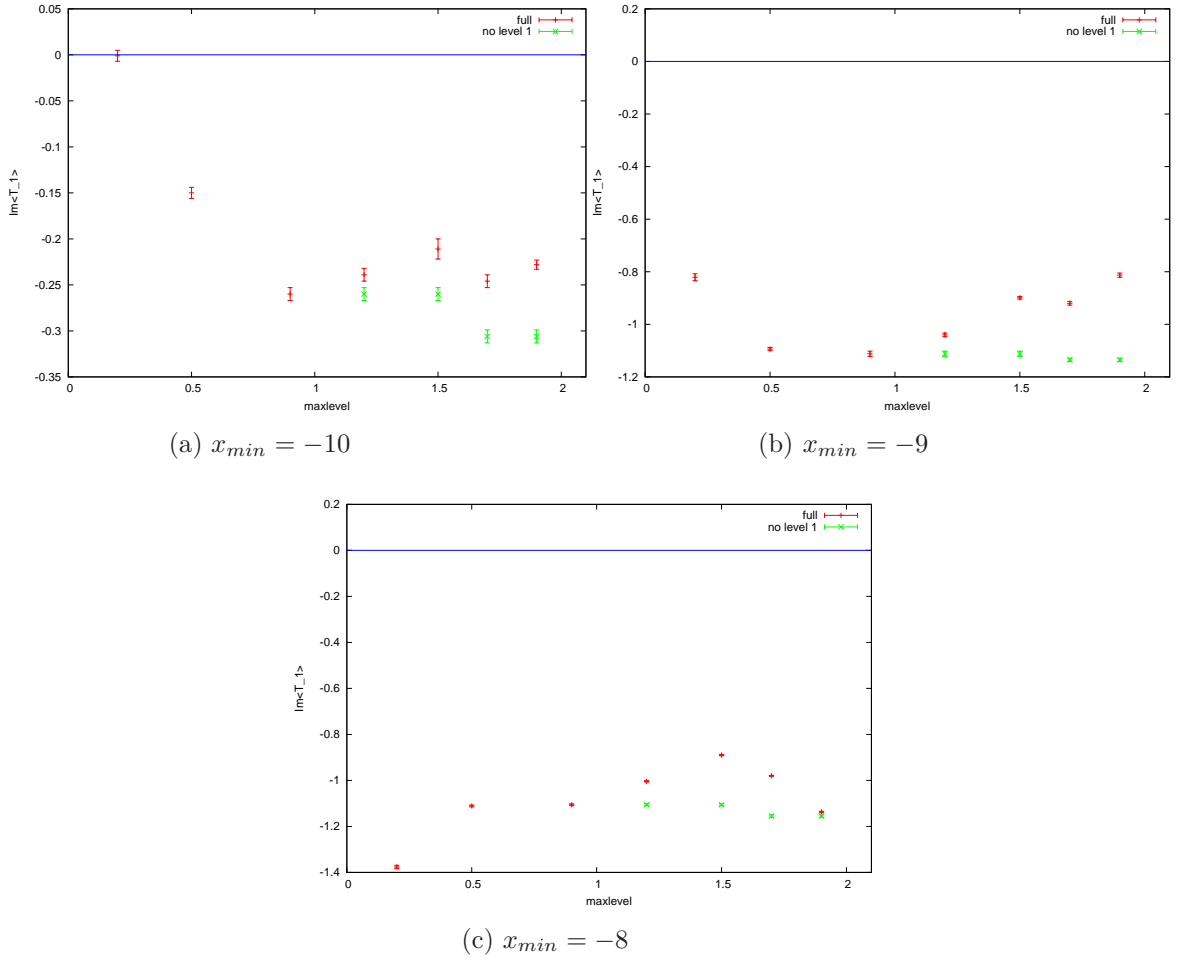 0.05
0
-0.05
-0.1
-0.15
-0.2
-0.25
-0.3
-0.35
Im<T_1>
0 0.5 1 1.5 2
maxlevel
full
no level 1
(a) x_{min} = −10
0.2
0
-0.2
-0.4
-0.6
-0.8
-1
-1.2
Im<T_1>
0 0.5 1 1.5 2
maxlevel
full
no level 1
(b) x_{min} = −9
0.2
0
-0.2
-0.4
-0.6
-0.8
-1
-1.2
-1.4
Im<T_1>
0 0.5 1 1.5 2
maxlevel
full
no level 1
(c) x_{min} = −8